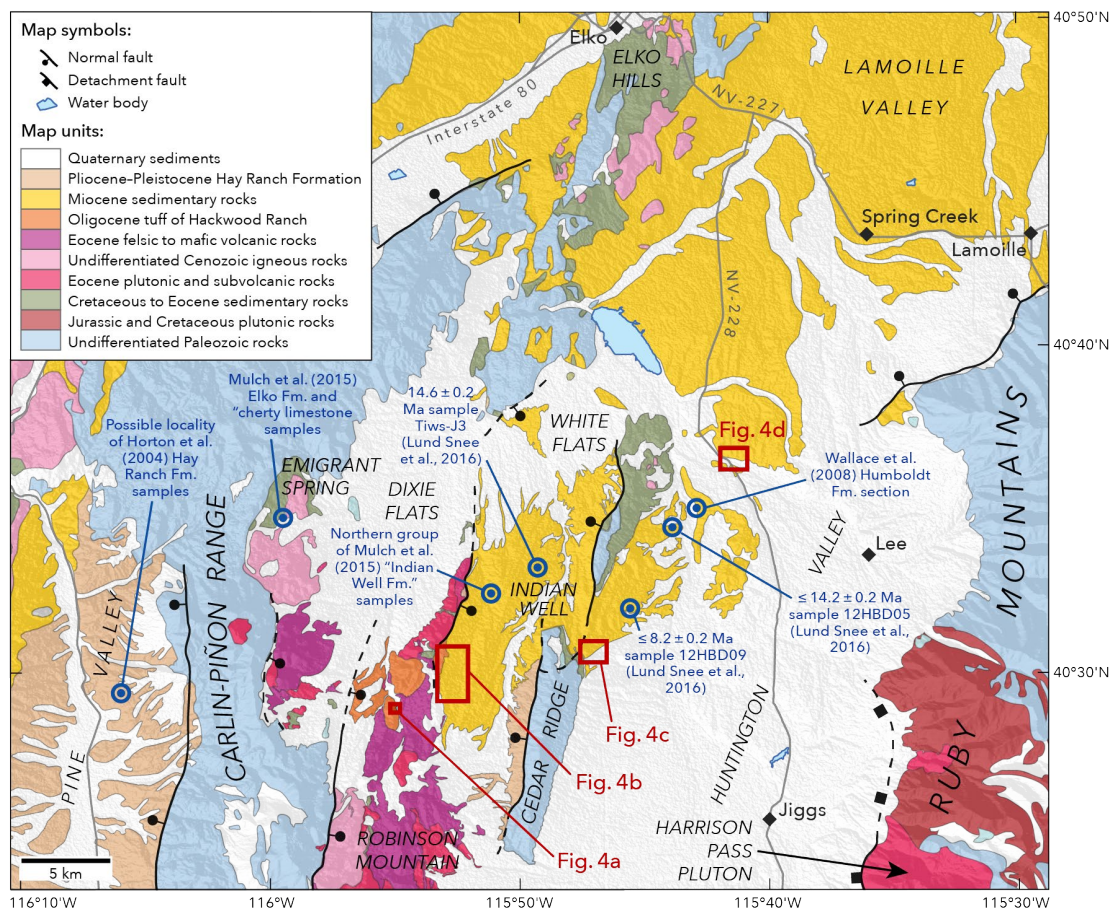 Map symbols:
Normal fault
Detachment fault
Water body
Map units:
Quaternary sediments
Pliocene–Pleistocene Hay Ranch Formation
Miocene sedimentary rocks
Oligocene tuff of Hackwood Ranch
Eocene felsic to mafic volcanic rocks
Undifferentiated Cenozoic igneous rocks
Eocene plutonic and subvolcanic rocks
Cretaceous to Eocene sedimentary rocks
Jurassic and Cretaceous plutonic rocks
Undifferentiated Paleozoic rocks
40°50'N
Elko
ELKO
HILLS
LAMOILLE
VALLEY
Interstate 80
NV-227
Spring Creek
Lamoille
NV-228
40°40'N
Mulch et al. (2015)
Elko Fm. and
"cherty limestone
samples
14.6 ± 0.2
Ma sample
Tiws-J3
(Lund Snee
et al., 2016)
Possible locality
of Horton et al.
(2004) Hay
Ranch Fm.
samples
WHITE
FLATS
Fig. 4d
EMIGRANT
SPRING
DIXIE
FLATS
Wallace et al.
(2008) Humboldt
Fm. section
Northern group
of Mulch et al.
(2015) "Indian
Well Fm."
samples
INDIAN
WELL
VALLEY
Lee
MOUNTAINS
≤ 14.2 ± 0.2 Ma
sample 12HBD05
(Lund Snee et al.,
2016)
≤ 8.2 ± 0.2 Ma
sample 12HBD09
(Lund Snee et al.,
2016)
40°30'N
VALLEY
PINE
CARLIN-PIÑON RANGE
CEDAR RIDGE
Fig. 4c
Fig. 4b
Fig. 4a
HUNTINGTON
RUBY
Jiggs
ROBINSON
MOUNTAIN
HARRISON
PASS
PLUTON
5 km
116°10'W
116°W
115°50'W
115°40'W
115°30'W